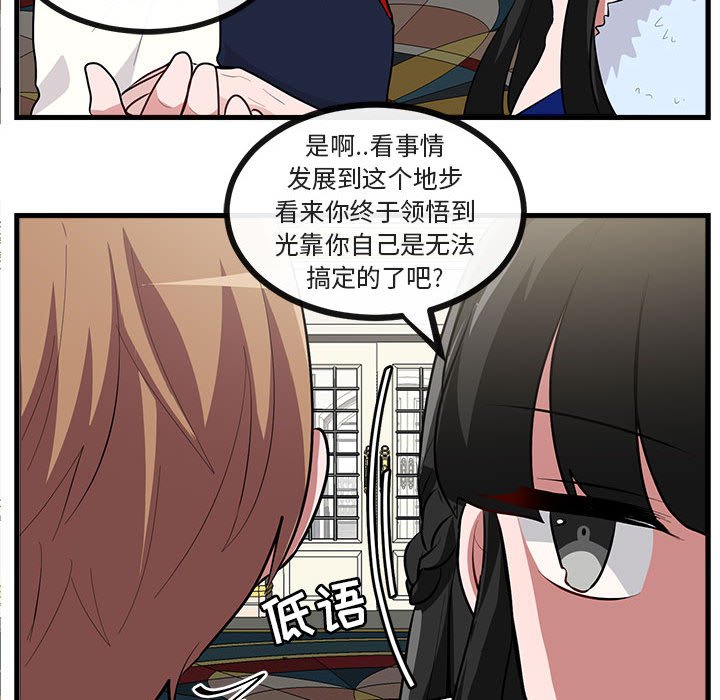 是啊..看事情
发展到这个地步
看来你终于领悟到
光靠你自己是无法
搞定的了吧?
低语